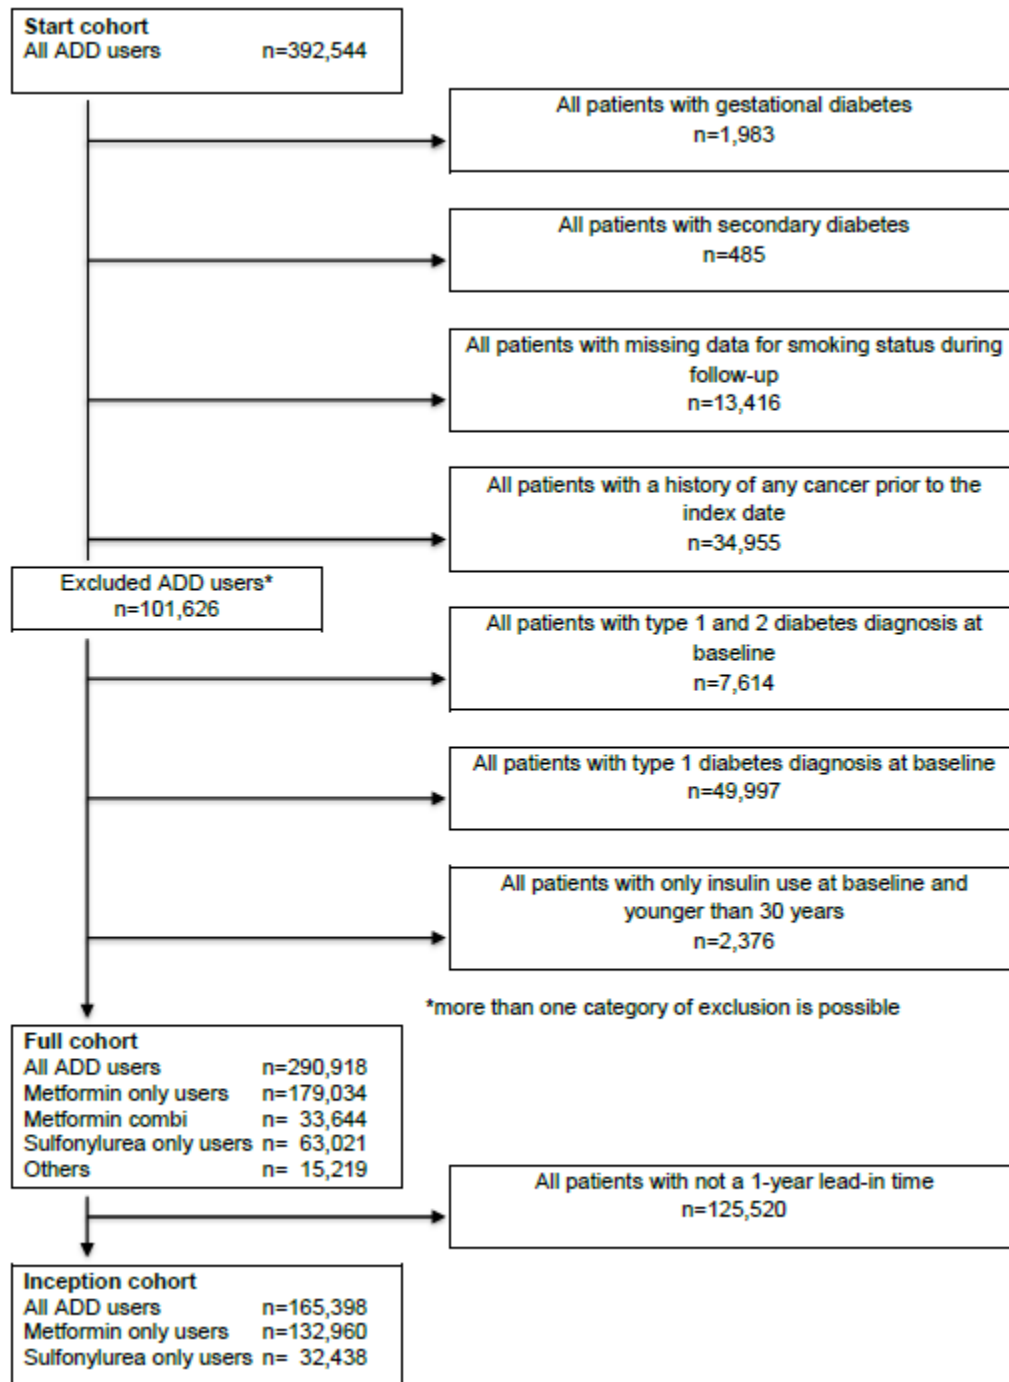 Start cohort
All ADD users n=392,544
All patients with gestational diabetes
n=1,983
All patients with secondary diabetes
n=485
All patients with missing data for smoking status during
follow-up
n=13,416
All patients with a history of any cancer prior to the
index date
n=34,955
Excluded ADD users*
n=101,626
All patients with type 1 and 2 diabetes diagnosis at
baseline
n=7,614
All patients with type 1 diabetes diagnosis at baseline
n=49,997
All patients with only insulin use at baseline and
younger than 30 years
n=2,376
*more than one category of exclusion is possible
Full cohort
All ADD users n=290,918
Metformin only users n=179,034
Metformin combi n= 33,644
Sulfonylurea only users n= 63,021
Others n= 15,219
All patients with not a 1-year lead-in time
n=125,520
Inception cohort
All ADD users n=165,398
Metformin only users n=132,960
Sulfonylurea only users n= 32,438